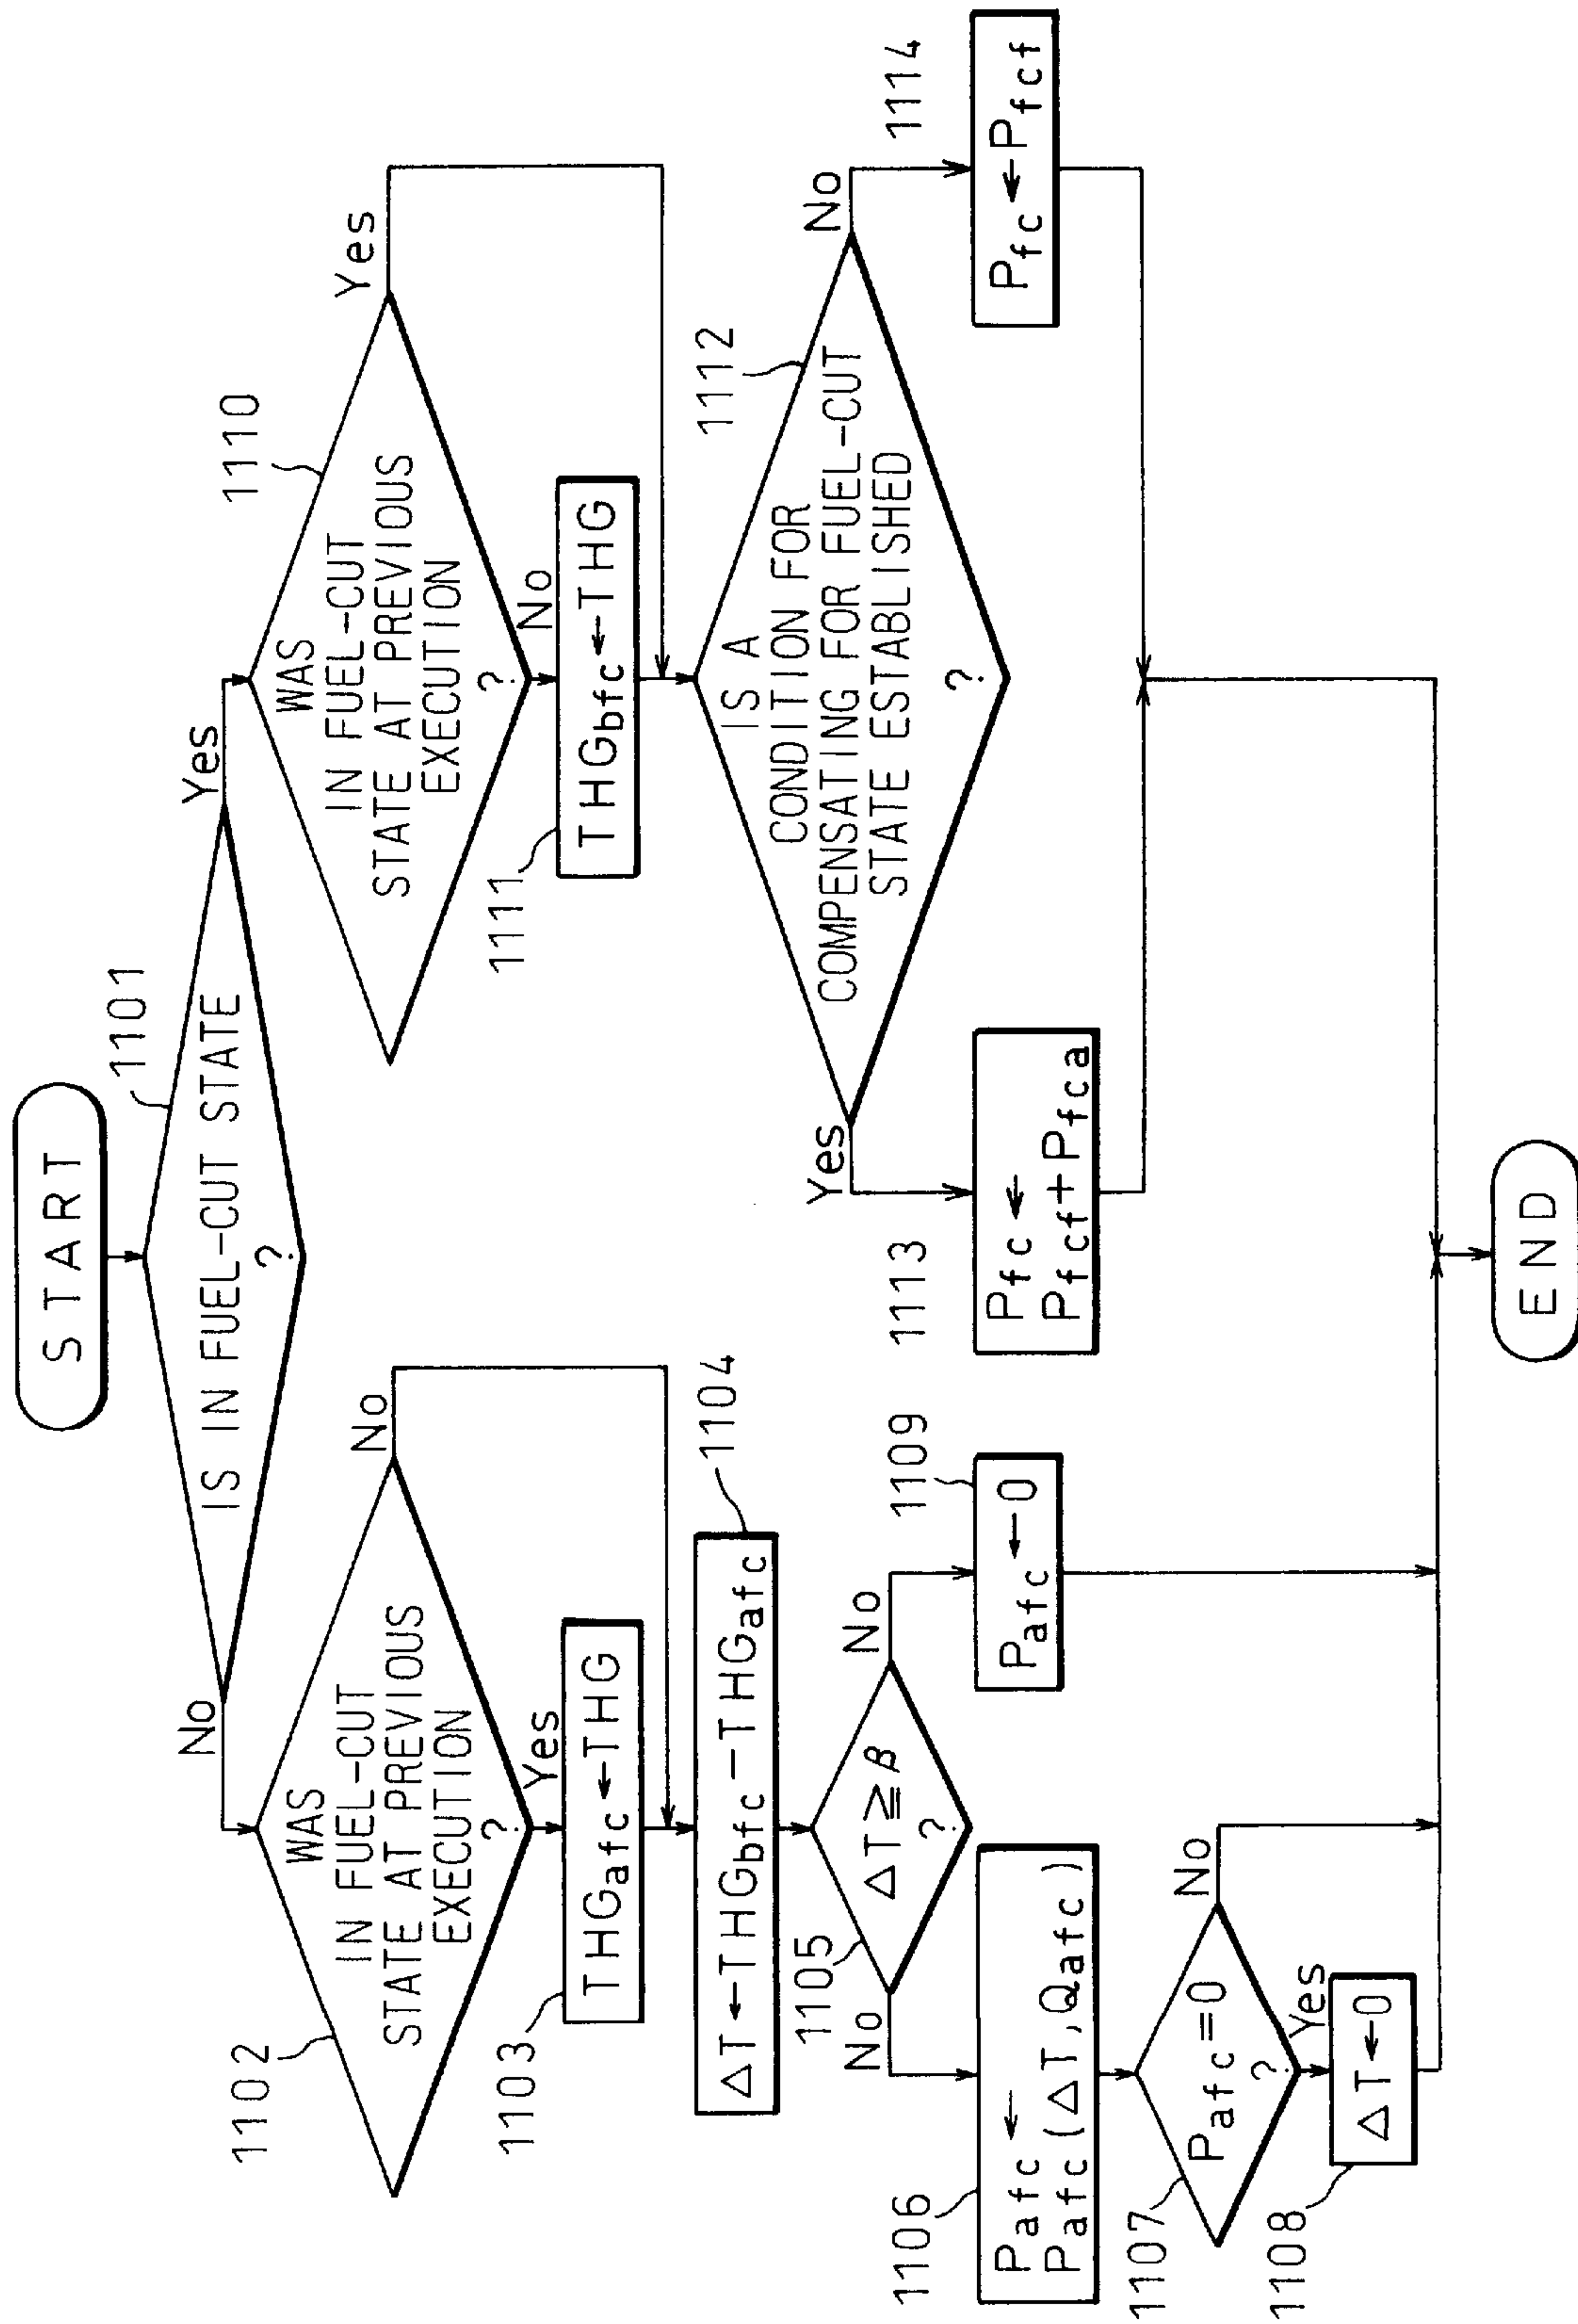 START
1101
IS IN FUEL-CUT STATE
?
No
Yes
1102
WAS
IN FUEL-CUT
STATE AT PREVIOUS
EXECUTION
?
No
Yes
1103
THGafc←THG
1104
△T←THGbfc−THGafc
1105
△T≧β
?
No
No
1106
Pafc←
Pafc(△T,Qafc)
1109
Pafc←0
1107
Pafc=0
?
No
Yes
1108
△T←0
1110
WAS
IN FUEL-CUT
STATE AT PREVIOUS
EXECUTION
?
Yes
No
1111
THGbfc←THG
1112
IS A
CONDITION FOR
COMPENSATING FOR FUEL-CUT
STATE ESTABLISHED
?
Yes
No
1113
Pfc←
Pfcf+Pfca
1114
Pfc←Pfcf
END